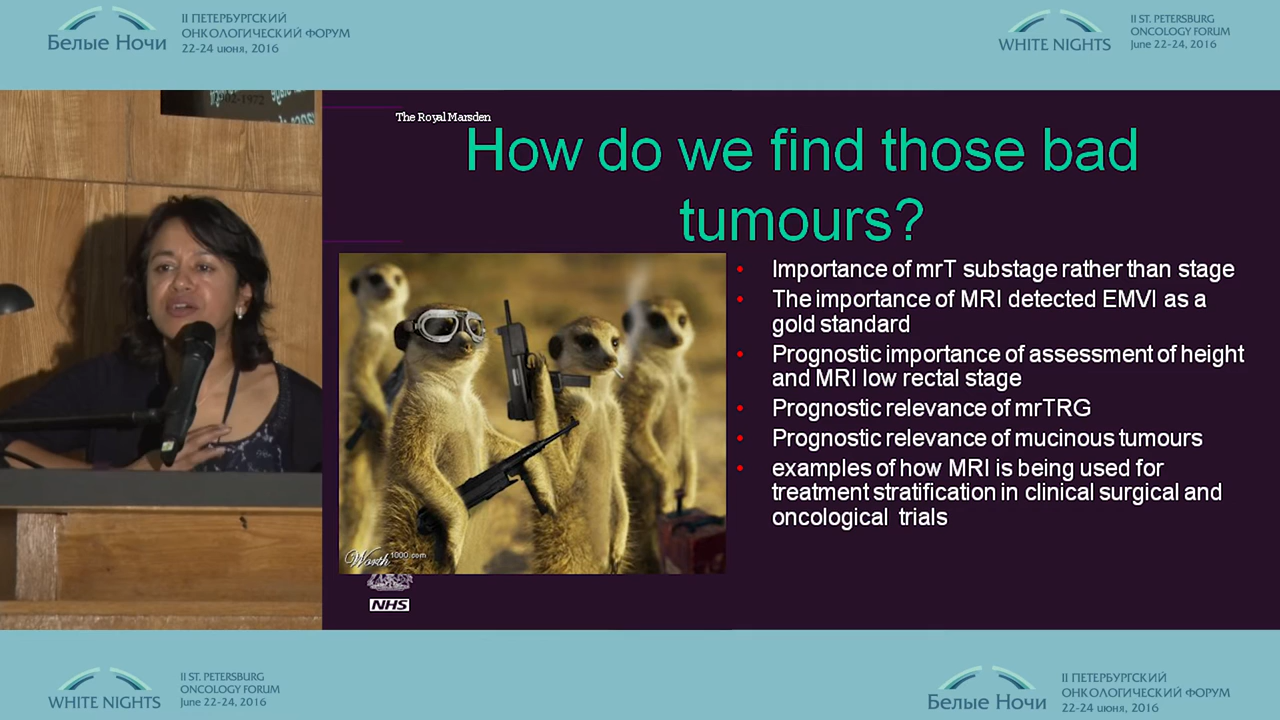 Белые Ночи
II ПЕТЕРБУРГСКИЙ
ОНКОЛОГИЧЕСКИЙ ФОРУМ
22-24 июня, 2016
WHITE NIGHTS
II ST. PETERSBURG
ONCOLOGY FORUM
June 22-24, 2016
The Royal Marsden
How do we find those bad
tumours?
• Importance of mrT substage rather than stage
• The importance of MRI detected EMVI as a
gold standard
• Prognostic importance of assessment of height
and MRI low rectal stage
• Prognostic relevance of mrTRG
• Prognostic relevance of mucinous tumours
• examples of how MRI is being used for
treatment stratification in clinical surgical and
oncological trials
Worth1000.com
NHS
WHITE NIGHTS
II ST. PETERSBURG
ONCOLOGY FORUM
June 22-24, 2016
Белые Ночи
II ПЕТЕРБУРГСКИЙ
ОНКОЛОГИЧЕСКИЙ ФОРУМ
22-24 июня, 2016